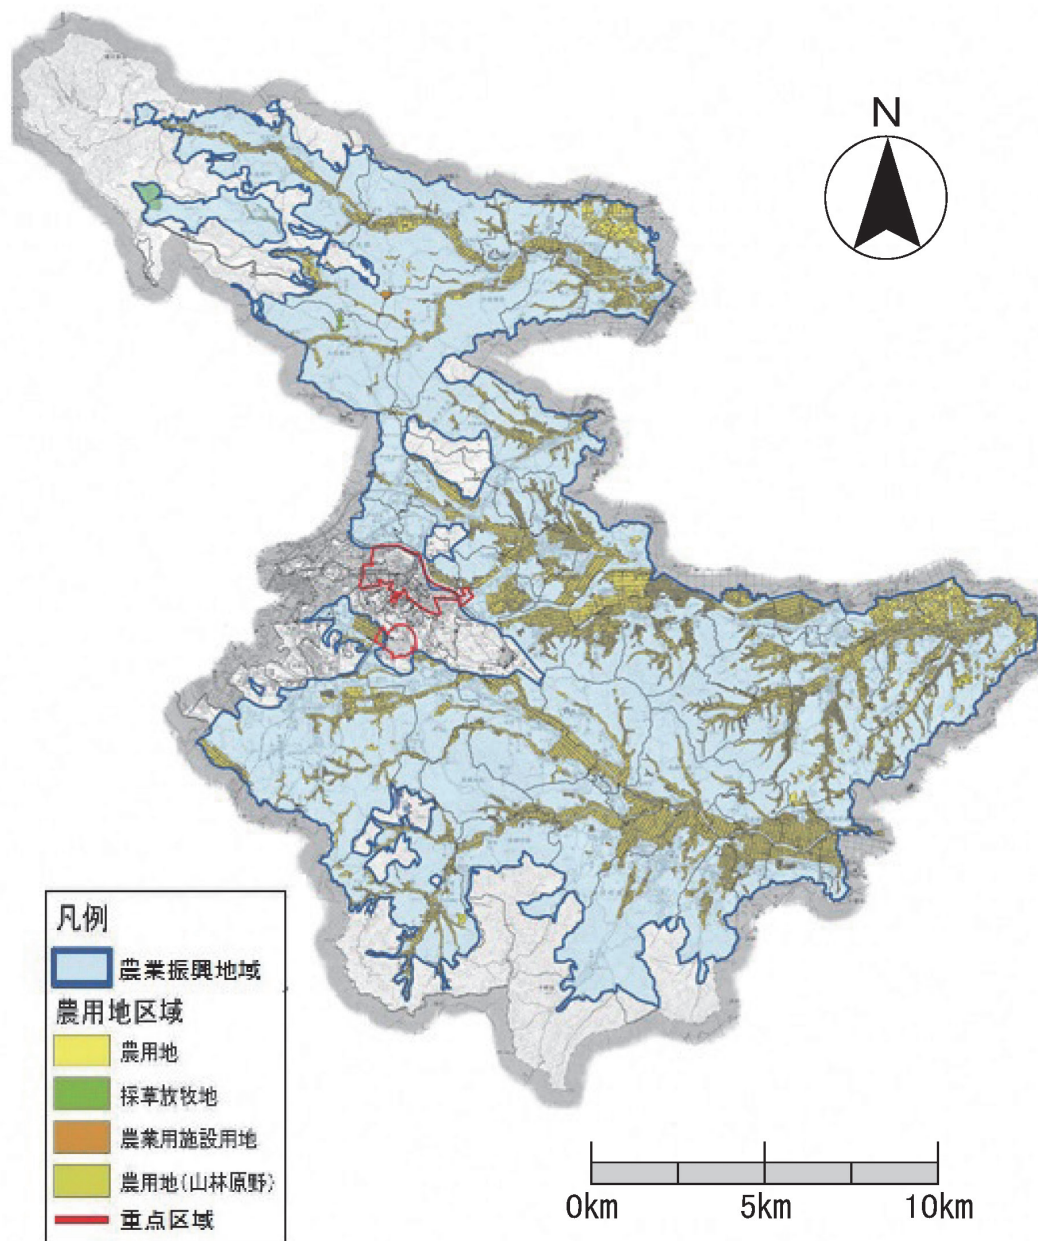 N
凡例
農業振興地域
農用地区域
農用地
採草放牧地
農業用施設用地
農用地(山林原野)
重点区域
0km 5km 10km